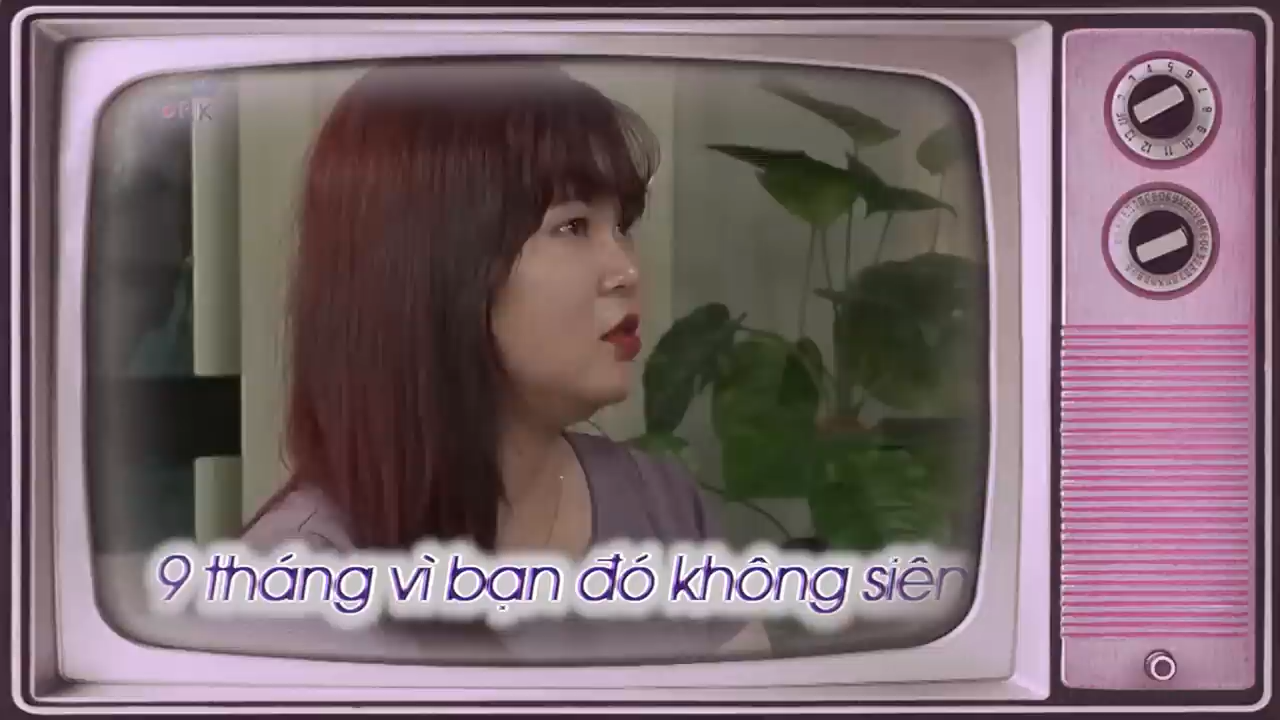 9 tháng vì bạn đó không siên